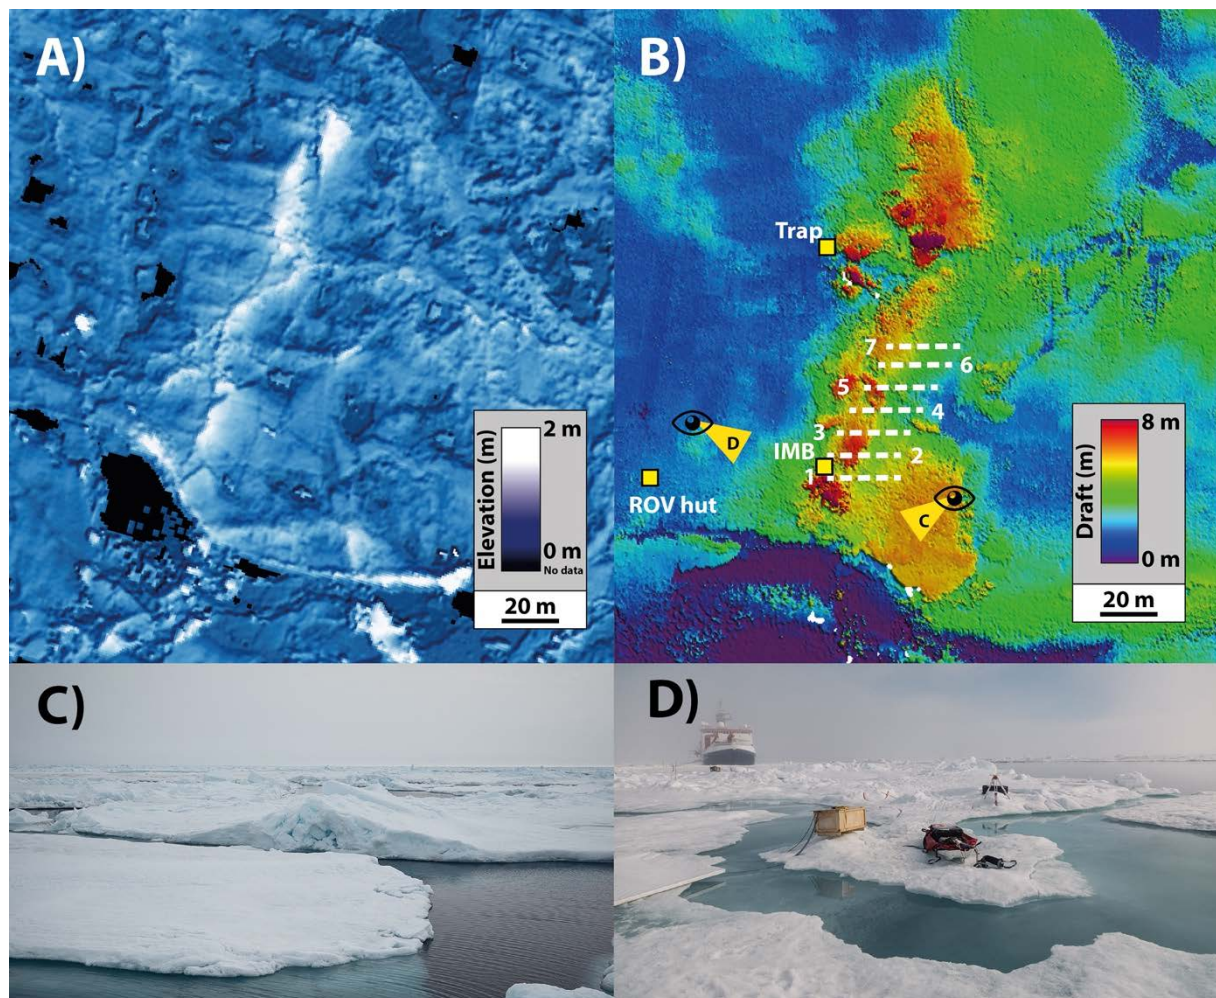 A)
Elevation (m)
2 m
0 m
No data
20 m
B)
Trap
7
6
5
4
3
D
IMB
2
1
ROV hut
C
Draft (m)
8 m
0 m
20 m
C)
D)